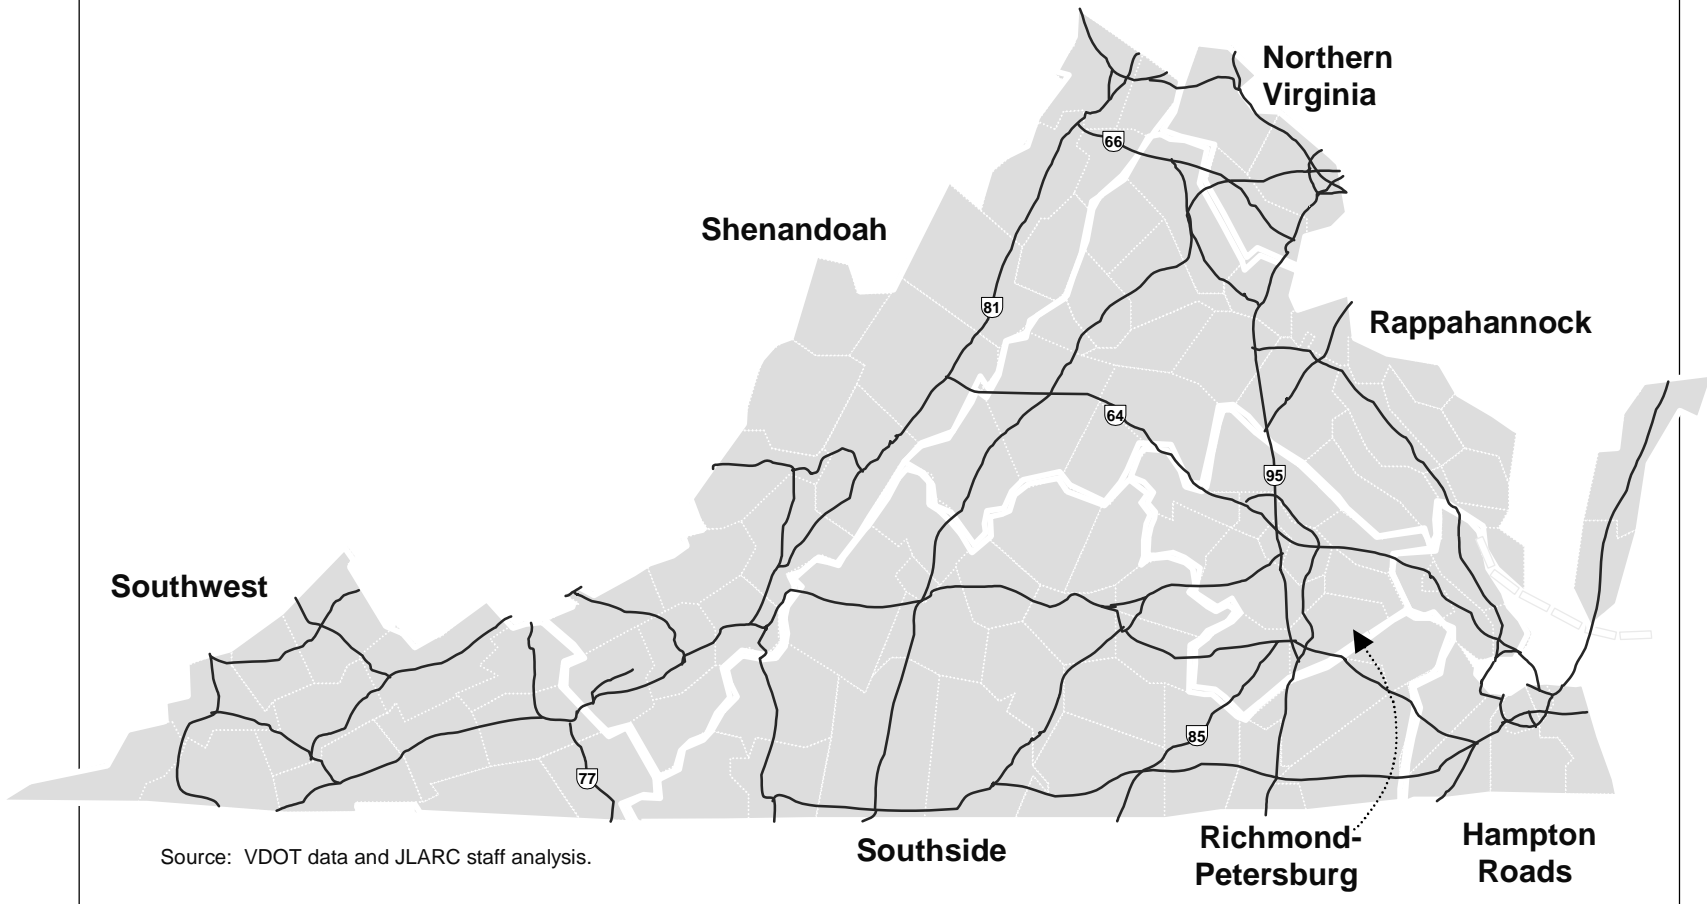 Northern
Virginia
66
Shenandoah
81
Rappahannock
64
95
Southwest
85
77
Southside
Richmond-
Petersburg
Hampton
Roads
Source:  VDOT data and JLARC staff analysis.